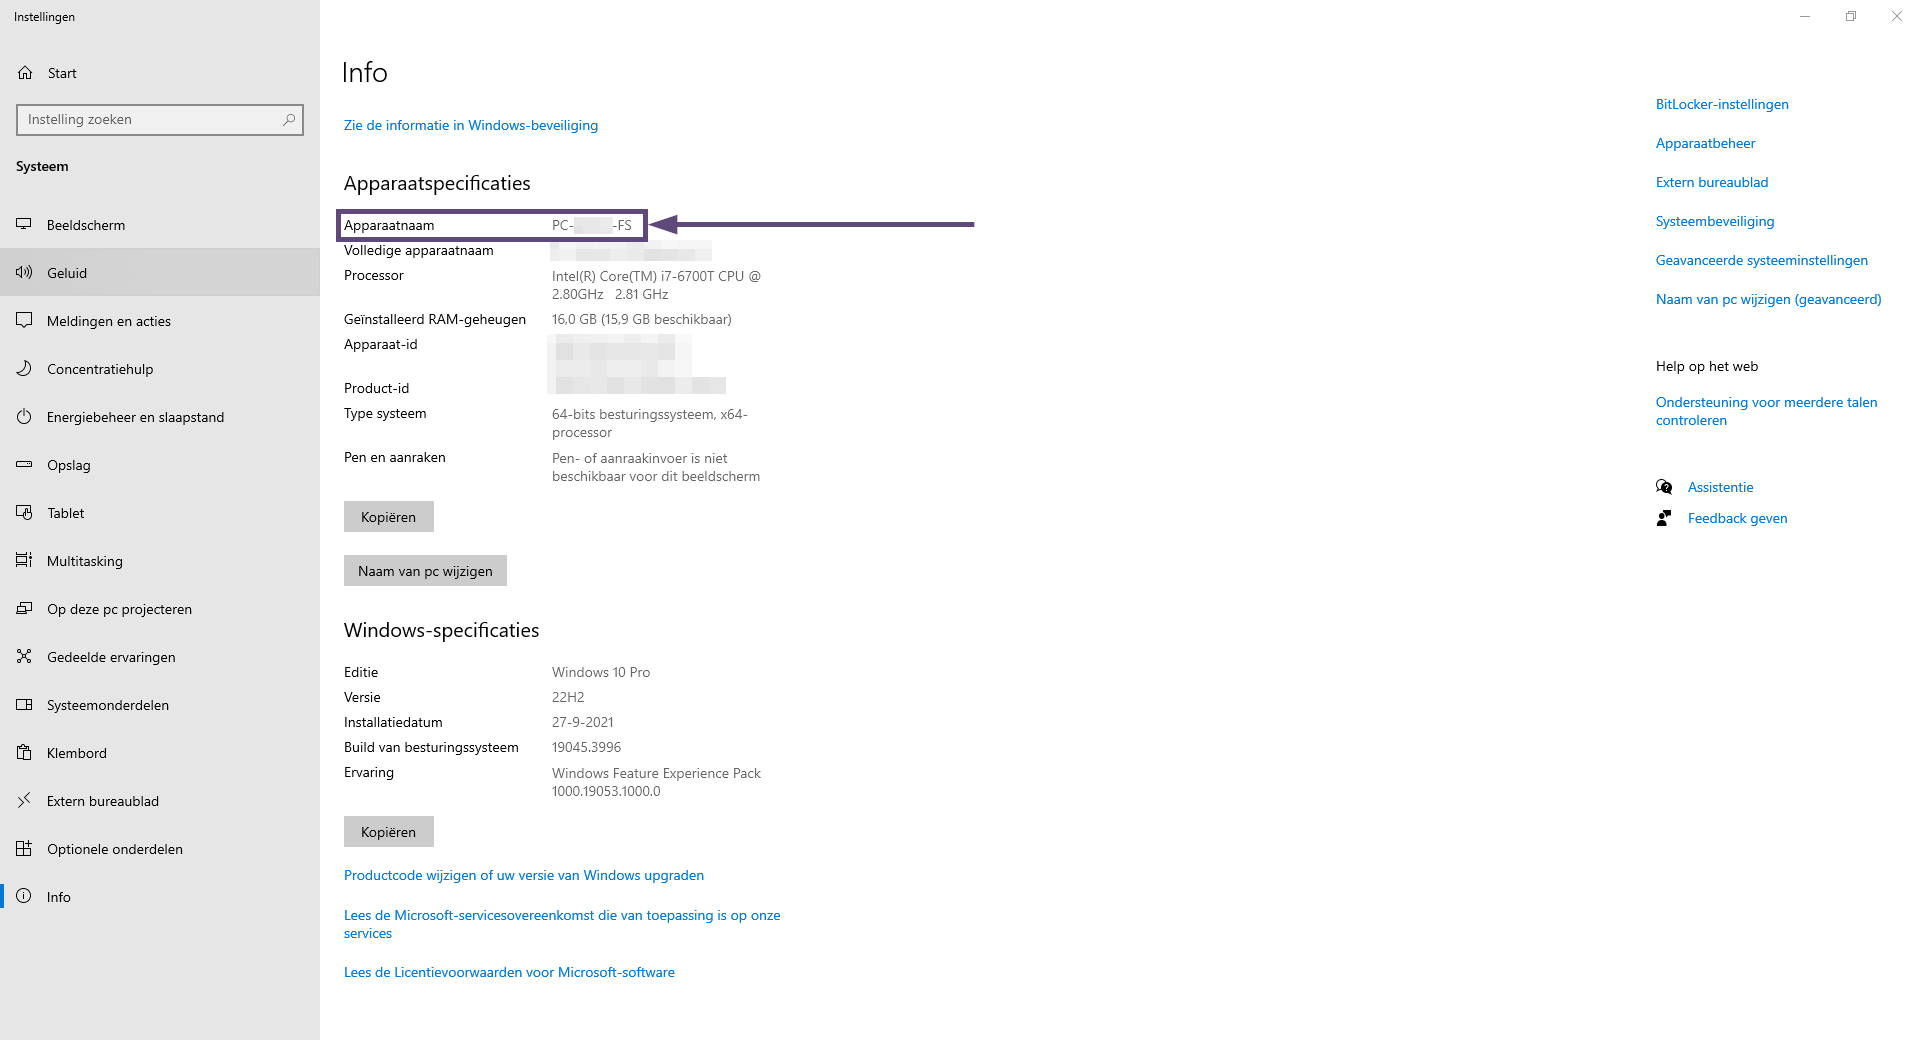 Instellingen
Start
Instelling zoeken
Systeem
Beeldscherm
Geluid
Meldingen en acties
Concentratiehulp
Energiebeheer en slaapstand
Opslag
Tablet
Multitasking
Op deze pc projecteren
Gedeelde ervaringen
Systeemonderdelen
Klembord
Extern bureaublad
Optionele onderdelen
Info
Info
Zie de informatie in Windows-beveiliging
Apparaatspecificaties
Apparaatnaam PC- -FS
Volledige apparaatnaam
Processor Intel(R) Core(TM) i7-6700T CPU @
2.80GHz 2.81 GHz
Geïnstalleerd RAM-geheugen 16,0 GB (15,9 GB beschikbaar)
Apparaat-id
Product-id
Type systeem 64-bits besturingssysteem, x64-
processor
Pen en aanraken Pen- of aanraakinvoer is niet
beschikbaar voor dit beeldscherm
Kopiëren
Naam van pc wijzigen
Windows-specificaties
Editie Windows 10 Pro
Versie 22H2
Installatiedatum 27-9-2021
Build van besturingssysteem 19045.3996
Ervaring Windows Feature Experience Pack
1000.19053.1000.0
Kopiëren
Productcode wijzigen of uw versie van Windows upgraden
Lees de Microsoft-servicesovereenkomst die van toepassing is op onze
services
Lees de Licentievoorwaarden voor Microsoft-software
BitLocker-instellingen
Apparaatbeheer
Extern bureaublad
Systeembeveiliging
Geavanceerde systeeminstellingen
Naam van pc wijzigen (geavanceerd)
Help op het web
Ondersteuning voor meerdere talen
controleren
Assistentie
Feedback geven